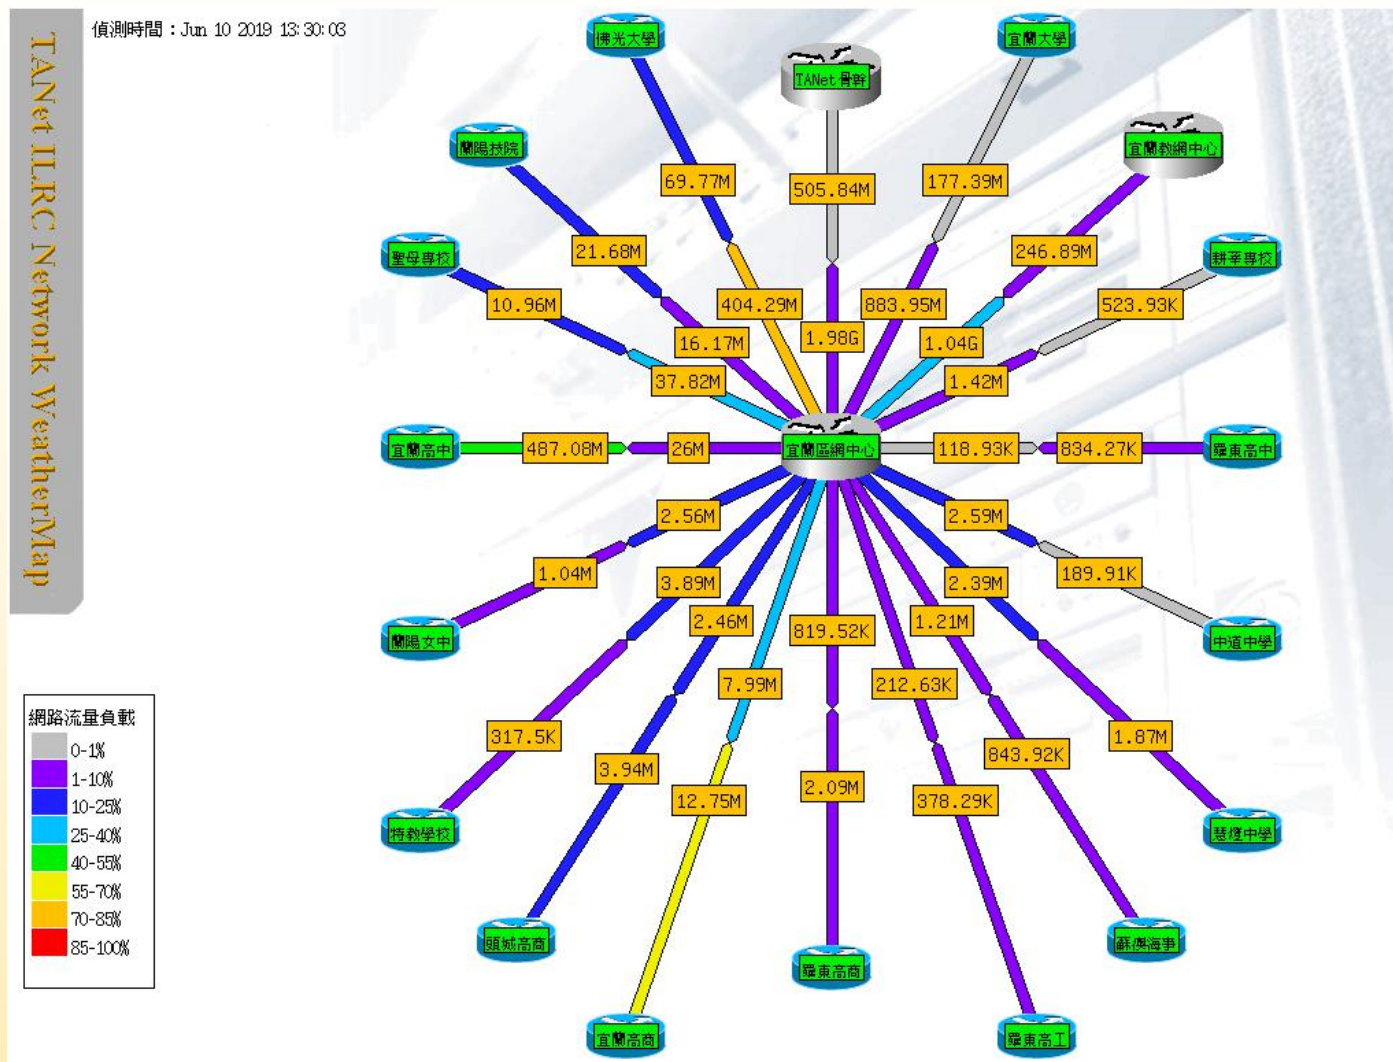 TANet ILRC Network WeatherMap
偵測時間：Jun 10 2019 13:30:03
佛光大學
宜蘭大學
TANet 骨幹
蘭陽技院
宜蘭教網中心
69.77M
505.84M
177.39M
聖母專校
21.68M
246.89M
耕莘專校
10.96M
404.29M
883.95M
523.93K
16.17M
1.98G
1.04G
37.82M
1.42M
宜蘭高中
487.08M
26M
宜蘭區網中心
118.93K
834.27K
羅東高中
2.56M
2.59M
1.04M
3.89M
2.39M
189.91K
蘭陽女中
2.46M
819.52K
1.21M
中道中學
7.99M
212.63K
317.5K
1.87M
3.94M
843.92K
12.75M
2.09M
378.29K
特教學校
慧燈中學
頭城高商
蘇澳海事
羅東高商
宜蘭高商
羅東高工
網路流量負載
0-1%
1-10%
10-25%
25-40%
40-55%
55-70%
70-85%
85-100%